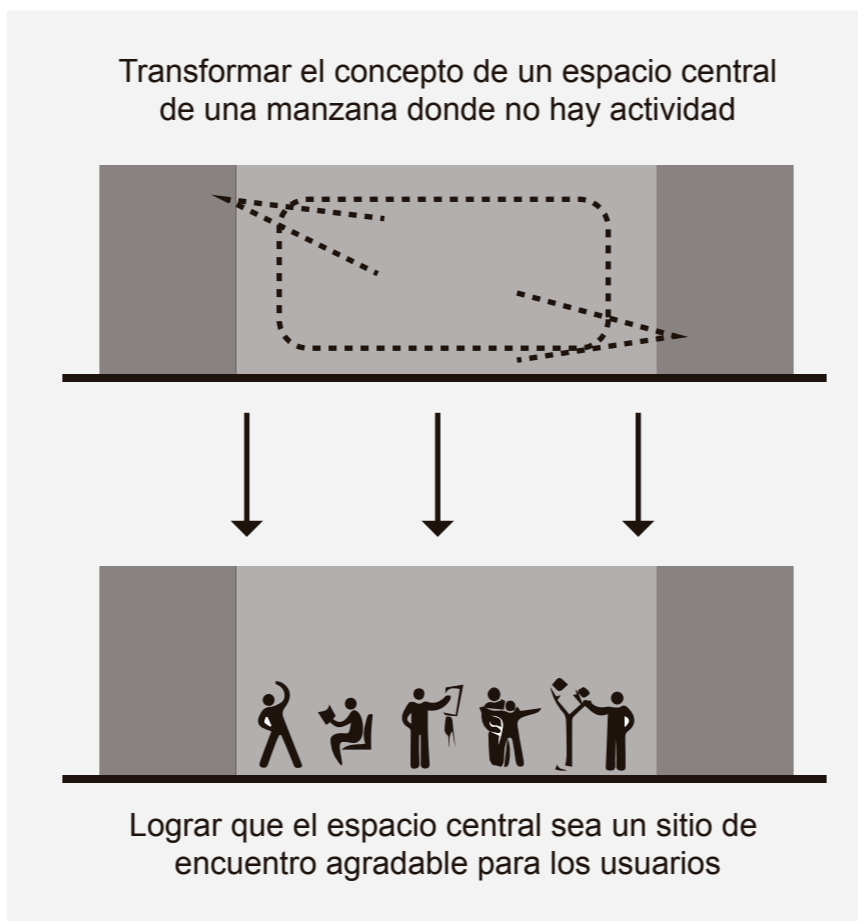 Transformar el concepto de un espacio central
de una manzana donde no hay actividad
Lograr que el espacio central sea un sitio de
encuentro agradable para los usuarios